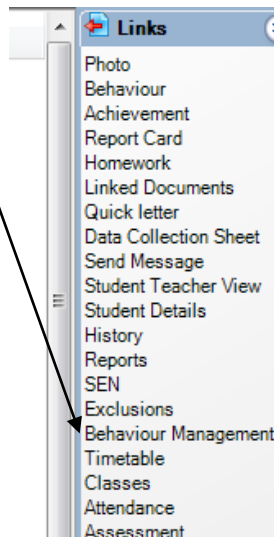 Links
Photo
Behaviour
Achievement
Report Card
Homework
Linked Documents
Quick letter
Data Collection Sheet
Send Message
Student Teacher View
Student Details
History
Reports
SEN
Exclusions
Behaviour Management
Timetable
Classes
Attendance
Assessment